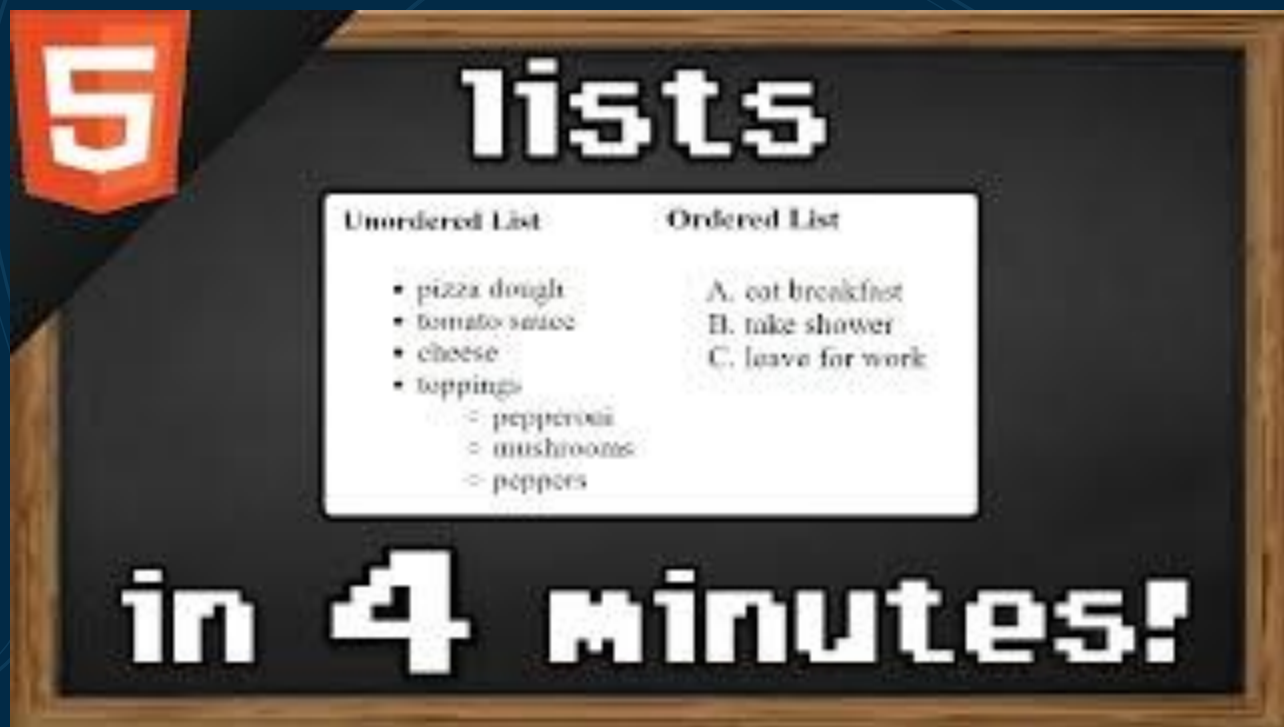 5
lists
Unordered List
• pizza dough
• tomato sauce
• cheese
• toppings
○ pepperoni
○ mushrooms
○ peppers
Ordered List
A. eat breakfast
B. take shower
C. leave for work
in 4 minutes!